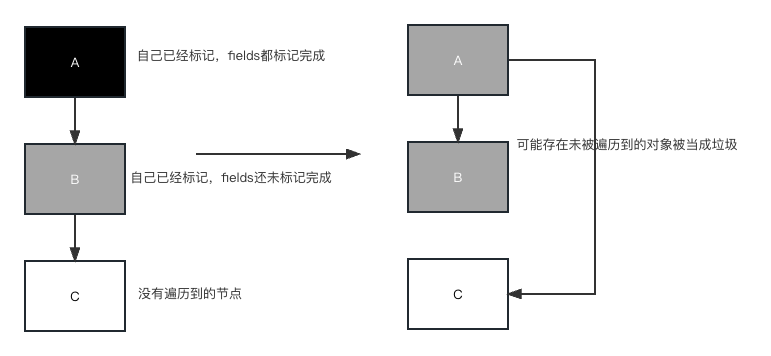 A
自己已经标记，fields都标记完成
B
自己已经标记，fields还未标记完成
C
没有遍历到的节点
A
可能存在未被遍历到的对象被当成垃圾
B
C